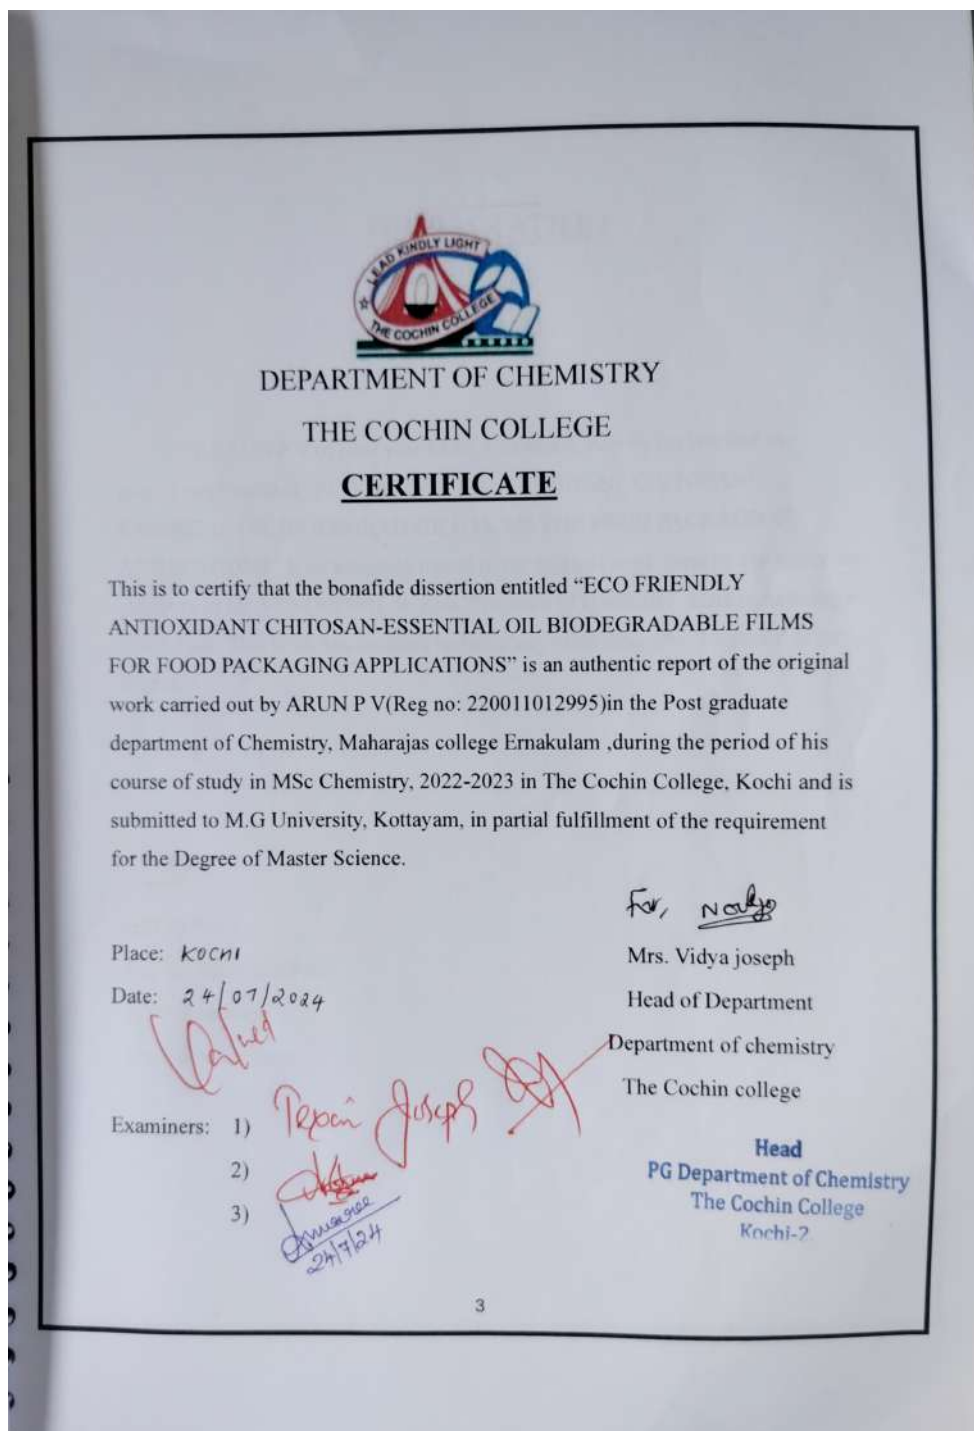 LEAD KINDLY LIGHT
THE COCHIN COLLEGE
DEPARTMENT OF CHEMISTRY
THE COCHIN COLLEGE
CERTIFICATE
This is to certify that the bonafide dissertion entitled “ECO FRIENDLY
ANTIOXIDANT CHITOSAN-ESSENTIAL OIL BIODEGRADABLE FILMS
FOR FOOD PACKAGING APPLICATIONS” is an authentic report of the original
work carried out by ARUN P V(Reg no: 220011012995)in the Post graduate
department of Chemistry, Maharajas college Ernakulam ,during the period of his
course of study in MSc Chemistry, 2022-2023 in The Cochin College, Kochi and is
submitted to M.G University, Kottayam, in partial fulfillment of the requirement
for the Degree of Master Science.
For,
Place: KOCHI
Mrs. Vidya joseph
Date: 24/07/2024
Head of Department
Department of chemistry
The Cochin college
Examiners: 1) Joseph
2)
3)
24/7/24
Head
PG Department of Chemistry
The Cochin College
Kochi-2
3